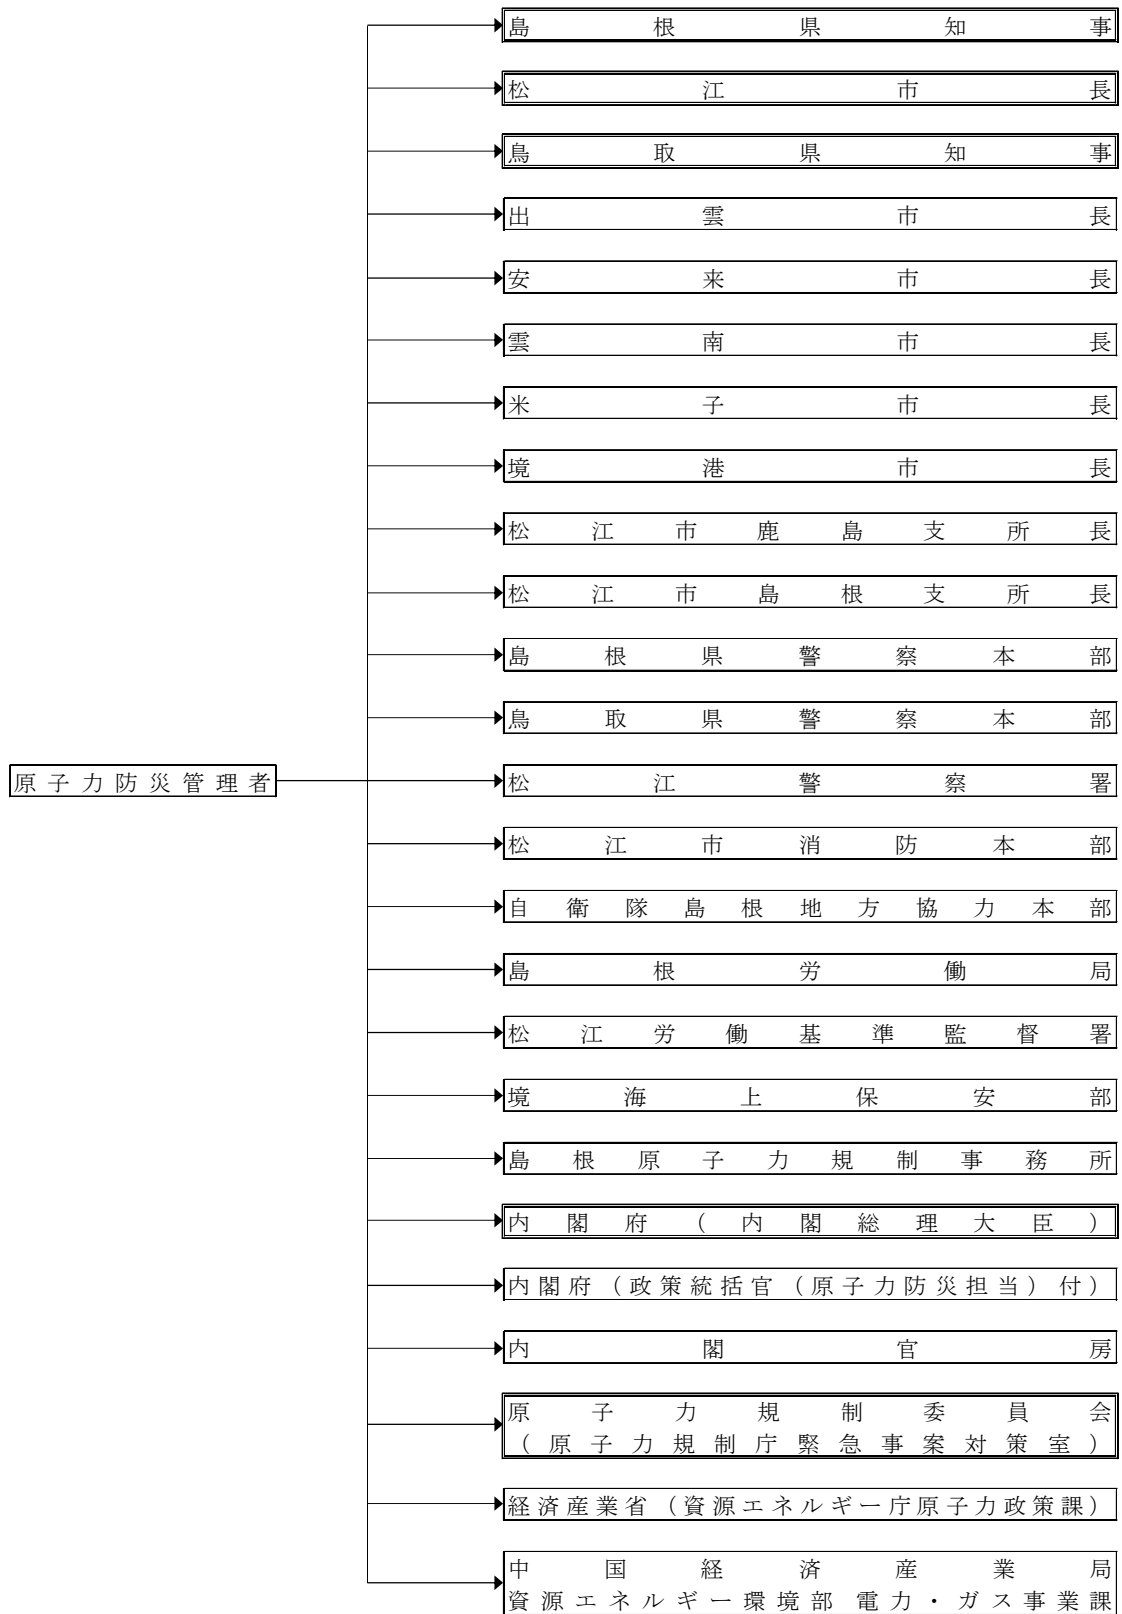 島根県知事
松江市長
鳥取県知事
出雲市長
安来市長
雲南市長
米子市長
境港市長
松江市鹿島支所長
松江市島根支所長
島根県警察本部
鳥取県警察本部
原子力防災管理者
松江警察署
松江市消防本部
自衛隊島根地方協力本部
島根労働局
松江労働基準監督署
境海上保安部
島根原子力規制事務所
内閣府(内閣総理大臣)
内閣府(政策統括官(原子力防災担当)付)
内閣官房
原子力規制委員会
(原子力規制庁緊急事案対策室)
経済産業省(資源エネルギー庁原子力政策課)
中国経済産業局
資源エネルギー環境部 電力・ガス事業課